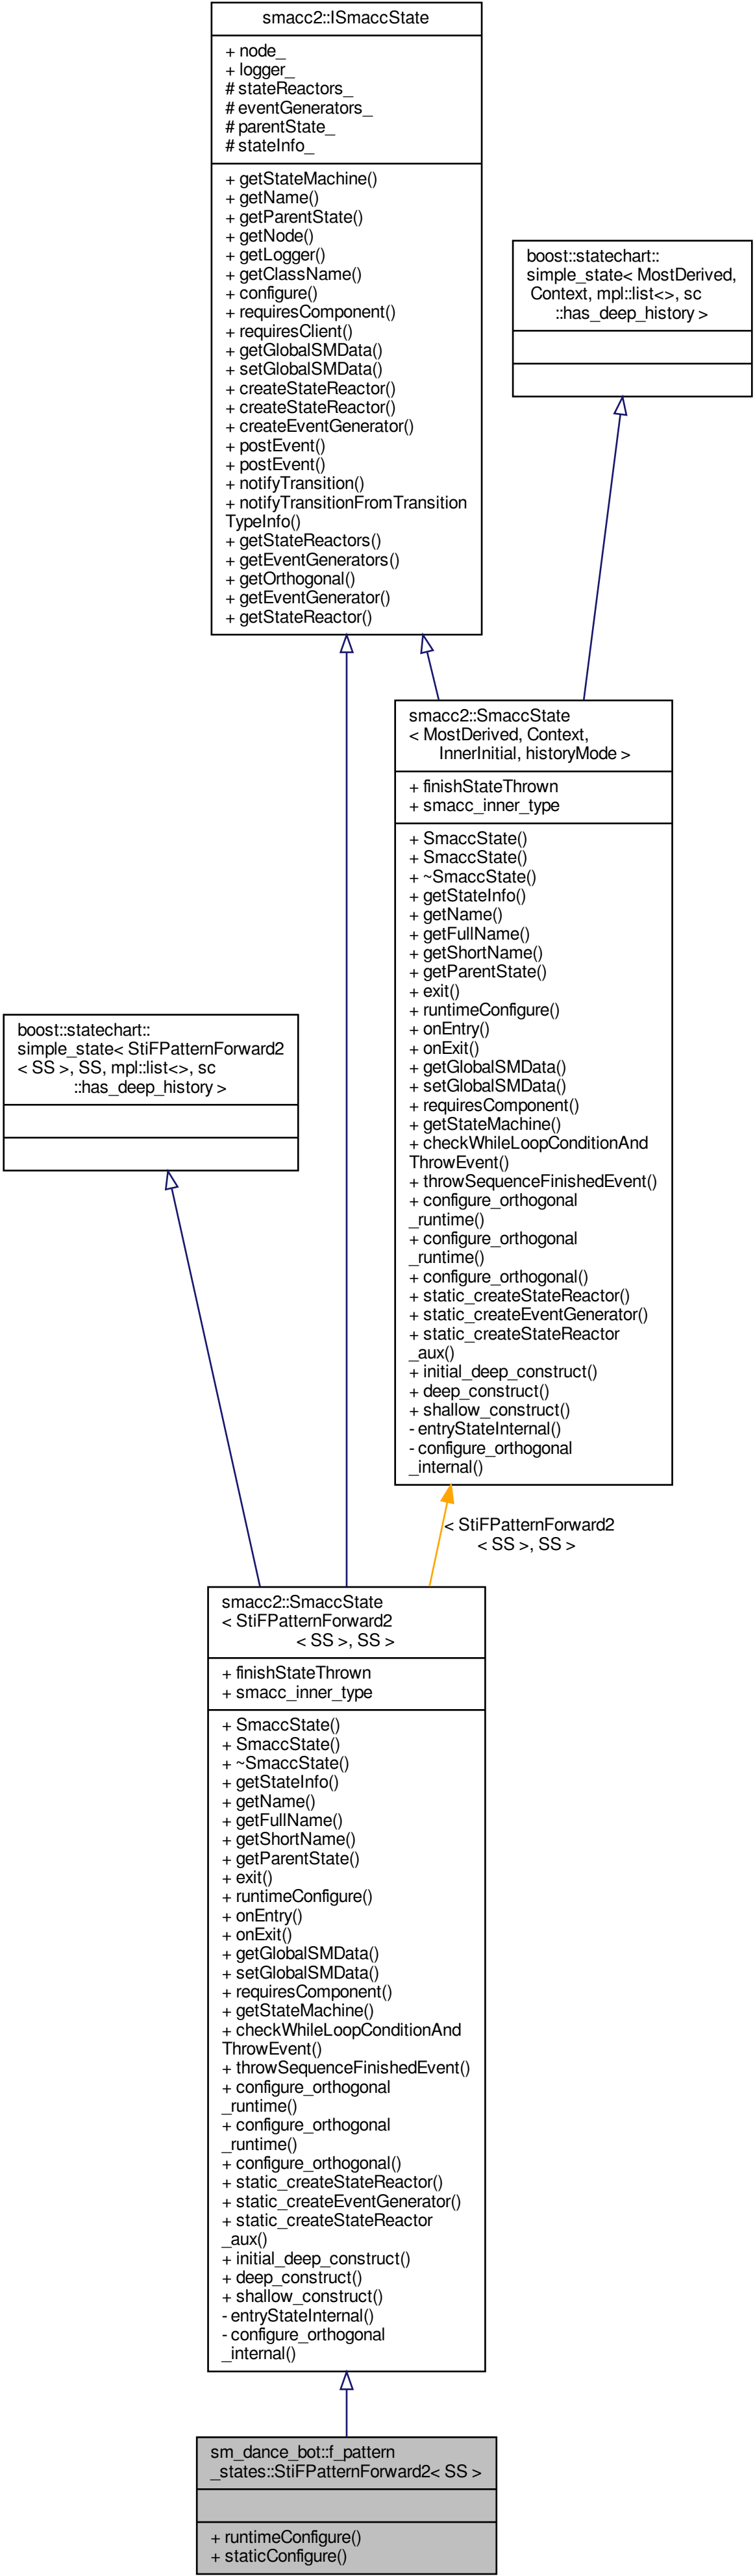 smacc2::ISmaccState
+ node_
+ logger_
# stateReactors_
# eventGenerators_
# parentState_
# stateInfo_
+ getStateMachine()
+ getName()
+ getParentState()
+ getNode()
+ getLogger()
+ getClassName()
+ configure()
+ requiresComponent()
+ requiresClient()
+ getGlobalSMData()
+ setGlobalSMData()
+ createStateReactor()
+ createStateReactor()
+ createEventGenerator()
+ postEvent()
+ postEvent()
+ notifyTransition()
+ notifyTransitionFromTransition
TypeInfo()
+ getStateReactors()
+ getEventGenerators()
+ getOrthogonal()
+ getEventGenerator()
+ getStateReactor()
boost::statechart::
simple_state< MostDerived,
Context, mpl::list<>, sc
::has_deep_history >
smacc2::SmaccState
< MostDerived, Context,
InnerInitial, historyMode >
+ finishStateThrown
+ smacc_inner_type
+ SmaccState()
+ SmaccState()
+ ~SmaccState()
+ getStateInfo()
+ getName()
+ getFullName()
+ getShortName()
+ getParentState()
+ exit()
+ runtimeConfigure()
+ onEntry()
+ onExit()
+ getGlobalSMData()
+ setGlobalSMData()
+ requiresComponent()
+ getStateMachine()
+ checkWhileLoopConditionAnd
ThrowEvent()
+ throwSequenceFinishedEvent()
+ configure_orthogonal
_runtime()
+ configure_orthogonal
_runtime()
+ configure_orthogonal()
+ static_createStateReactor()
+ static_createEventGenerator()
+ static_createStateReactor
_aux()
+ initial_deep_construct()
+ deep_construct()
+ shallow_construct()
- entryStateInternal()
- configure_orthogonal
_internal()
boost::statechart::
simple_state< StiFPatternForward2
< SS >, SS, mpl::list<>, sc
::has_deep_history >
< StiFPatternForward2
< SS >, SS >
smacc2::SmaccState
< StiFPatternForward2
< SS >, SS >
+ finishStateThrown
+ smacc_inner_type
+ SmaccState()
+ SmaccState()
+ ~SmaccState()
+ getStateInfo()
+ getName()
+ getFullName()
+ getShortName()
+ getParentState()
+ exit()
+ runtimeConfigure()
+ onEntry()
+ onExit()
+ getGlobalSMData()
+ setGlobalSMData()
+ requiresComponent()
+ getStateMachine()
+ checkWhileLoopConditionAnd
ThrowEvent()
+ throwSequenceFinishedEvent()
+ configure_orthogonal
_runtime()
+ configure_orthogonal
_runtime()
+ configure_orthogonal()
+ static_createStateReactor()
+ static_createEventGenerator()
+ static_createStateReactor
_aux()
+ initial_deep_construct()
+ deep_construct()
+ shallow_construct()
- entryStateInternal()
- configure_orthogonal
_internal()
sm_dance_bot::f_pattern
_states::StiFPatternForward2< SS >
+ runtimeConfigure()
+ staticConfigure()